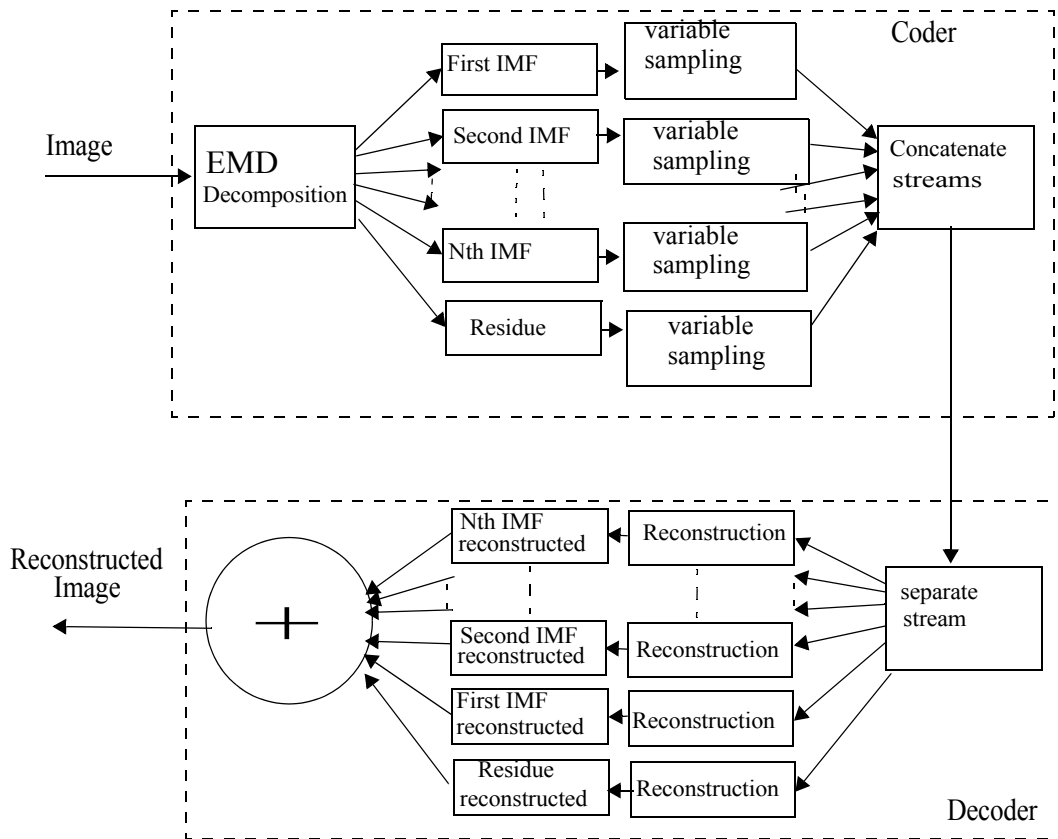 Coder
Image
EMD
Decomposition
First IMF
variable
sampling
Second IMF
variable
sampling
Nth IMF
variable
sampling
Residue
variable
sampling
Concatenate
streams
Reconstructed
Image
Nth IMF
reconstructed
Reconstruction
Second IMF
reconstructed
Reconstruction
First IMF
reconstructed
Reconstruction
Residue
reconstructed
Reconstruction
separate
stream
Decoder